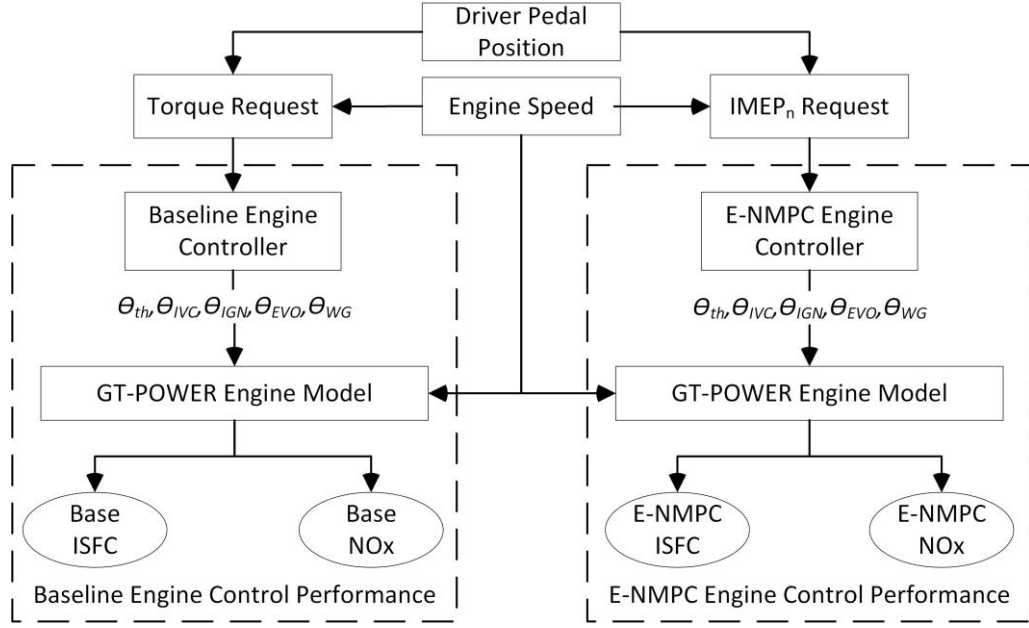 Driver Pedal
Position
Torque Request
Engine Speed
IMEPn Request
Baseline Engine
Controller
E-NMPC Engine
Controller
ϴth,ϴIVC,ϴIGN,ϴEVO,ϴWG
ϴth,ϴIVC,ϴIGN,ϴEVO,ϴWG
GT-POWER Engine Model
GT-POWER Engine Model
Base
ISFC
Base
NOx
E-NMPC
ISFC
E-NMPC
NOx
Baseline Engine Control Performance
E-NMPC Engine Control Performance